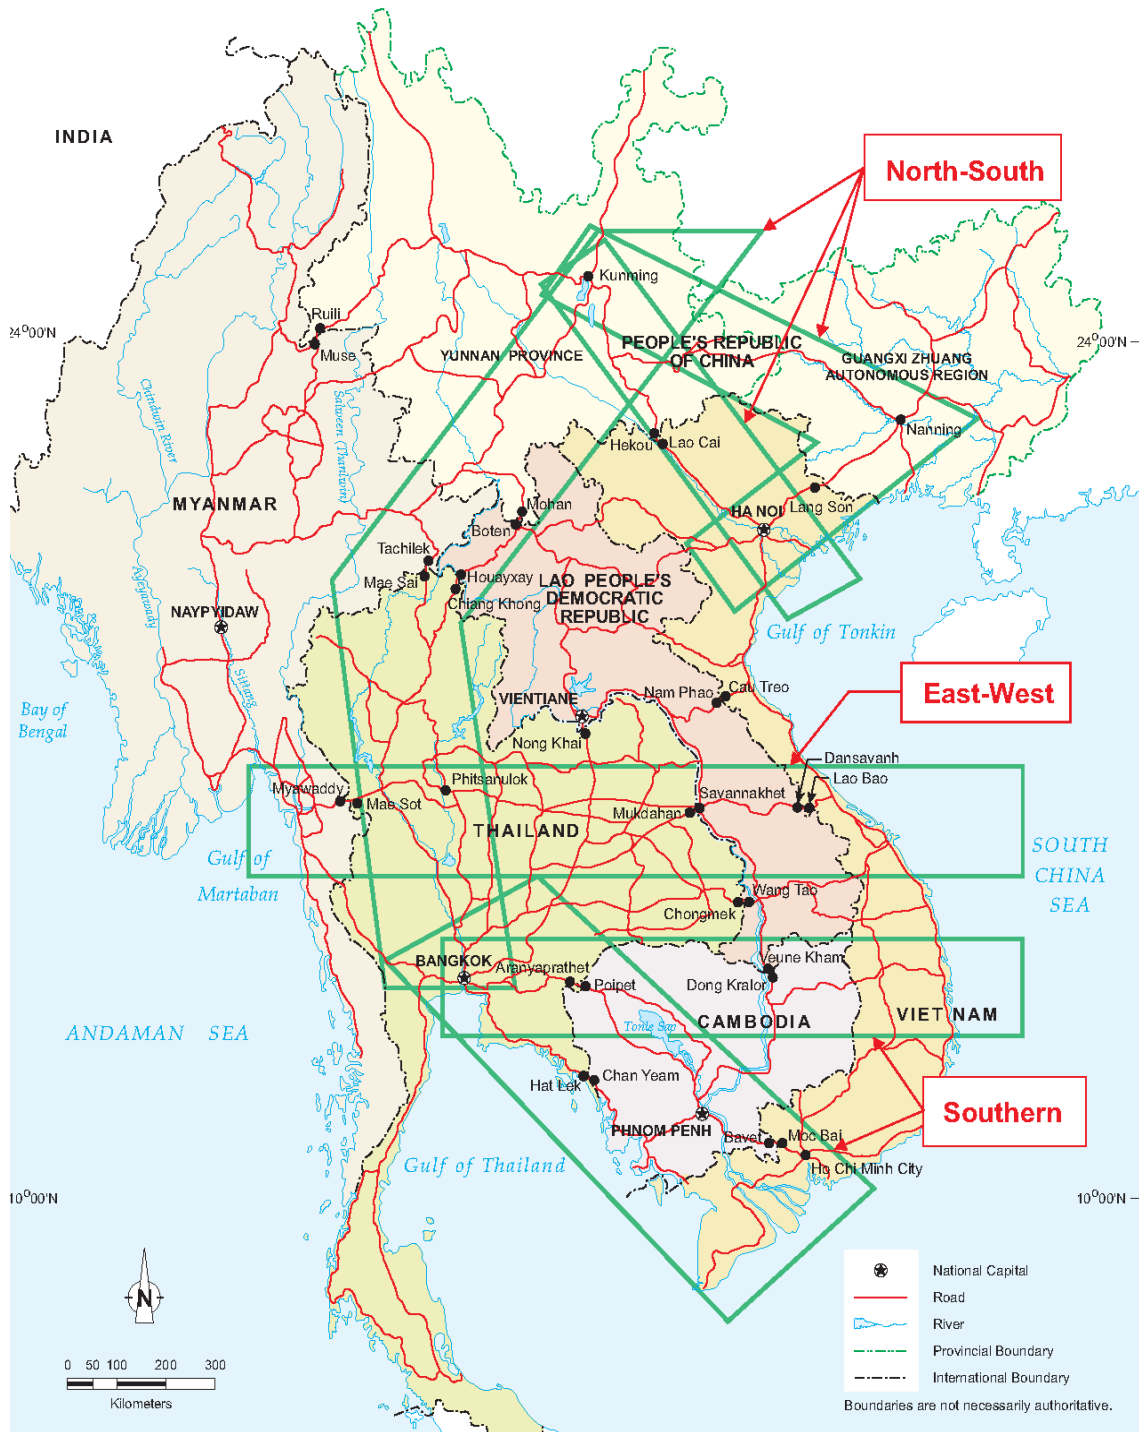 INDIA
North-South
Kunming
Ruili
24°00'N
24°00'N
Muse
YUNNAN PROVINCE
PEOPLE'S REPUBLIC
OF CHINA
GUANGXI ZHUANG
AUTONOMOUS REGION
Chindwin River
Salween (Thanlwin)
Hekou
Lao Cai
Nanning
MYANMAR
Mohan
Boten
HA NOI
Lang Son
Tachilek
Mae Sai
Houayxay
Chiang Khong
LAO PEOPLE'S
DEMOCRATIC
REPUBLIC
Ayeyarwady
NAYPYIDAW
Sittang
Gulf of Tonkin
East-West
VIENTIANE
Nam Phao
Cau Treo
Bay of
Bengal
Nong Khai
Dansavanh
Lao Bao
Myawaddy
Mae Sot
Phitsanulok
Savannakhet
Mukdahan
THAILAND
Gulf of
Martaban
SOUTH
CHINA
SEA
Wang Tao
Chongmek
BANGKOK
Aranyaprathet
Poipet
Veune Kham
Dong Kralor
ANDAMAN SEA
Tonle Sap
CAMBODIA
VIET NAM
Hat Lek
Chan Yeam
Southern
PHNOM PENH
Bavet
Moc Bai
Ho Chi Minh City
Gulf of Thailand
10°00'N
10°00'N
N
0 50 100 200 300
Kilometers
National Capital
Road
River
Provincial Boundary
International Boundary
Boundaries are not necessarily authoritative.